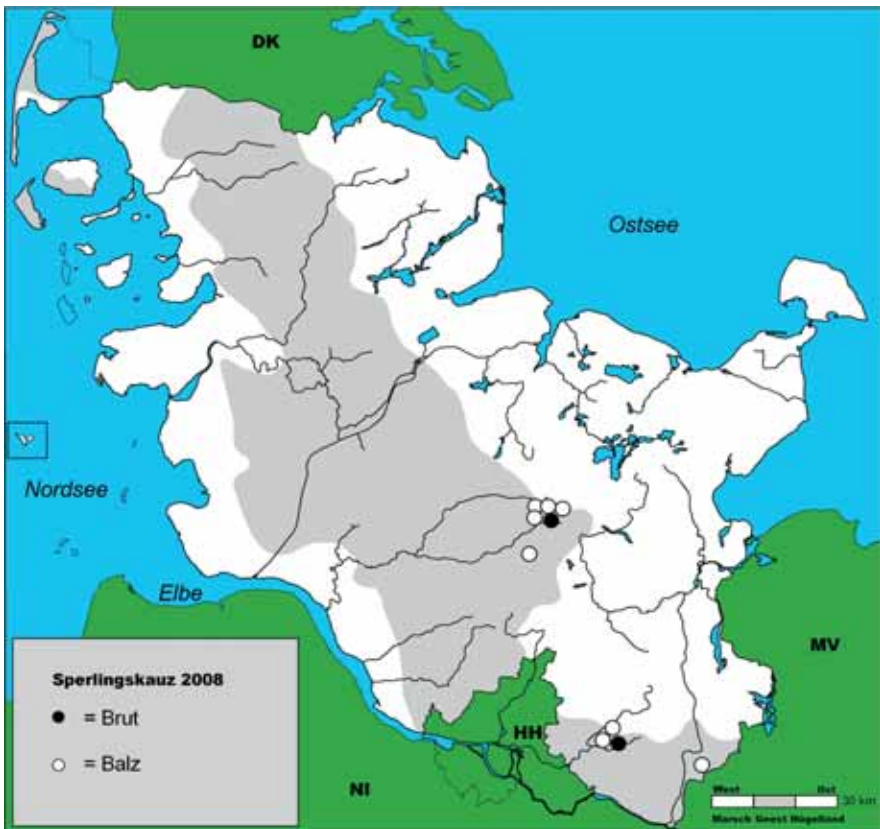 DK
Ostsee
Nordsee
Elbe
MV
Sperlingskauz 2008
= Brut
= Balz
HH
NI
West Ost
30 km
Marsch Geest Hügelland